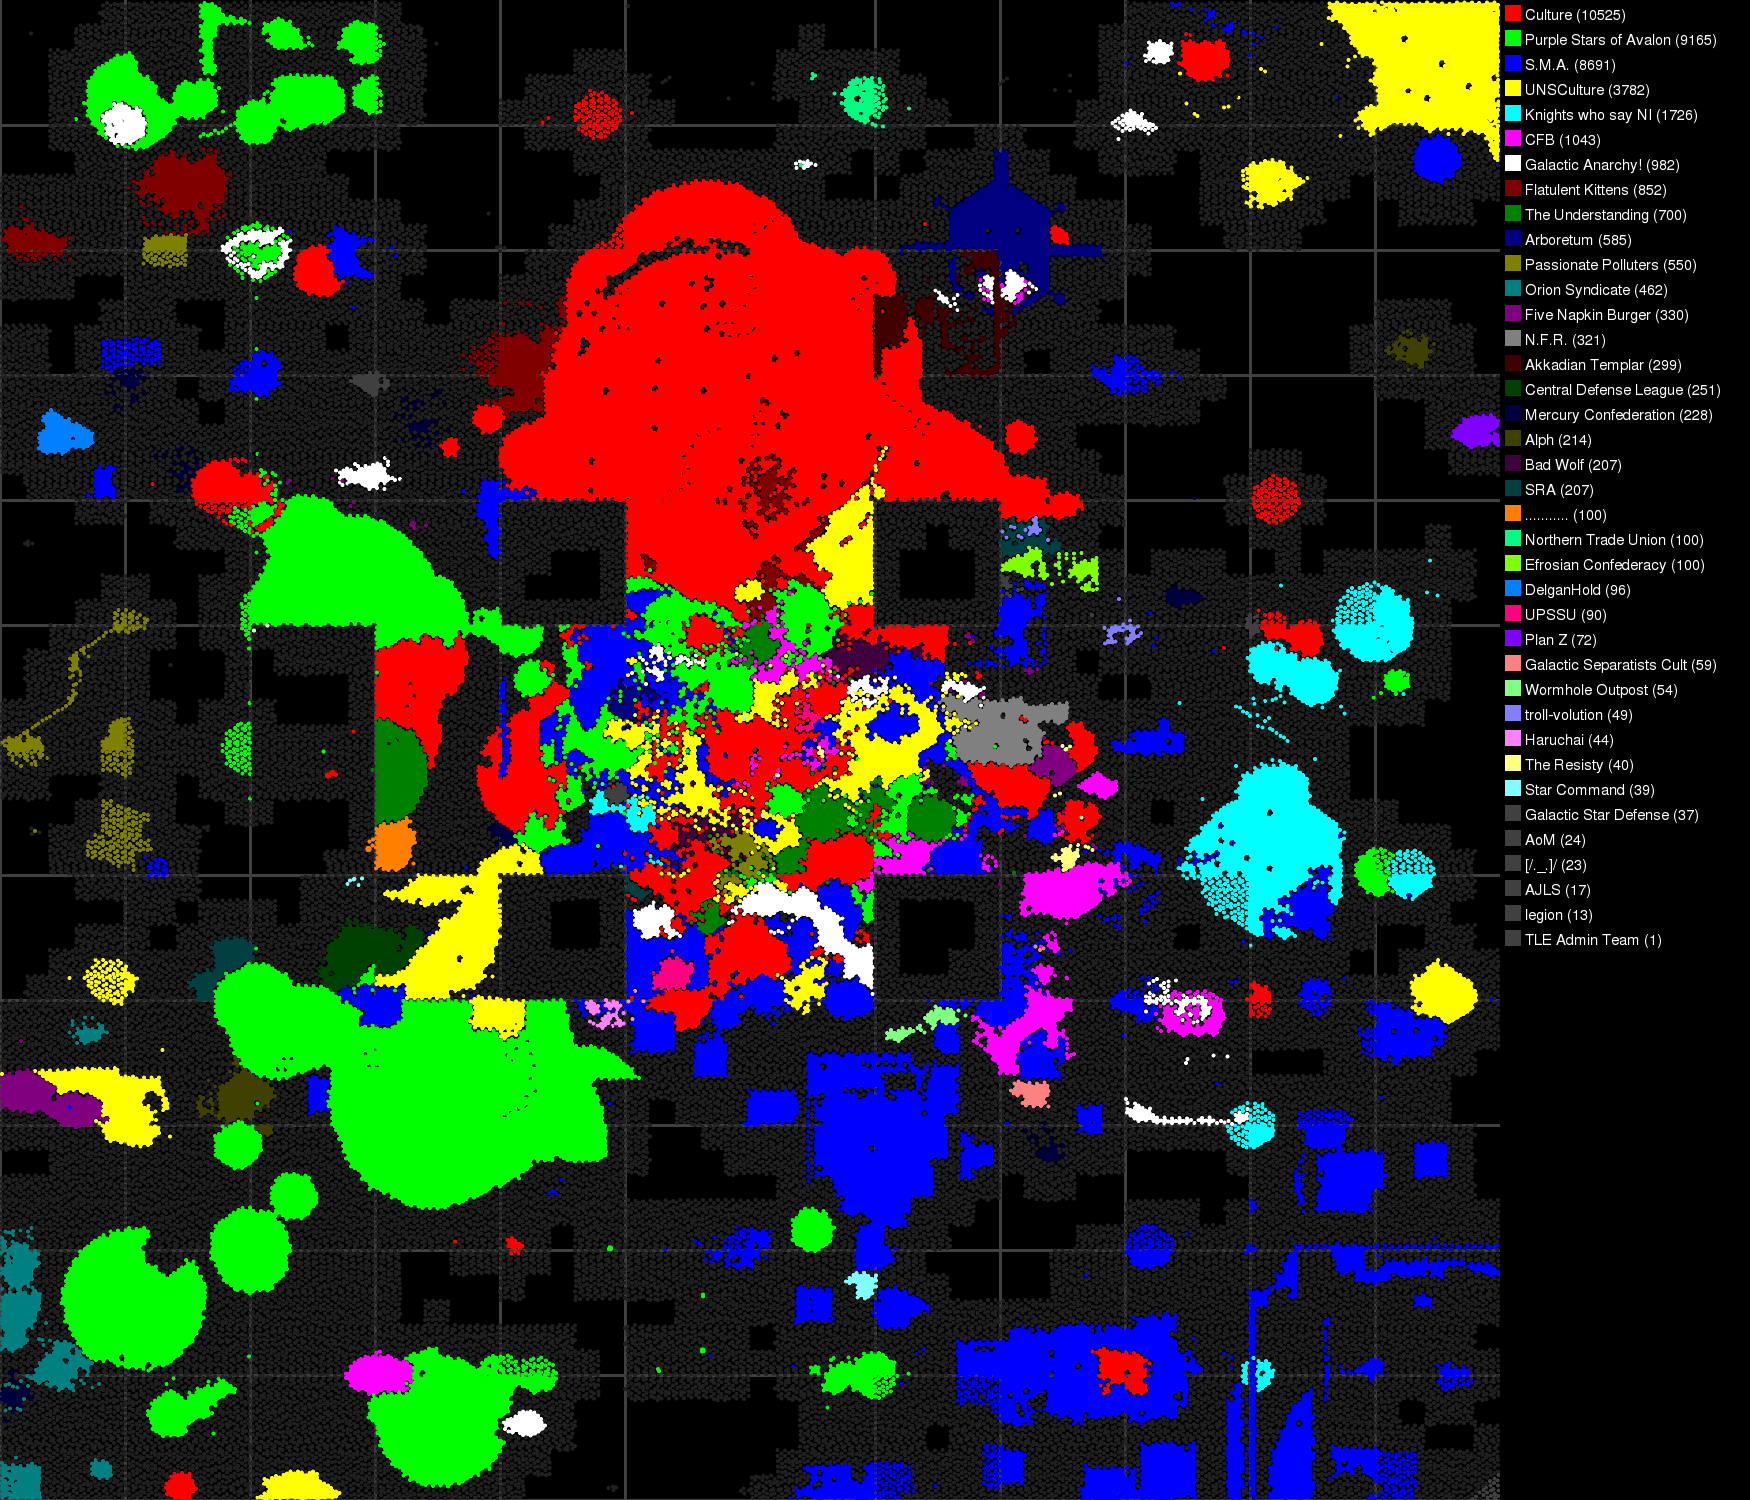 Culture (10525)
Purple Stars of Avalon (9165)
S.M.A. (8691)
UNSCulture (3782)
Knights who say NI (1726)
CFB (1043)
Galactic Anarchy! (982)
Flatulent Kittens (852)
The Understanding (700)
Arboretum (585)
Passionate Polluters (550)
Orion Syndicate (462)
Five Napkin Burger (330)
N.F.R. (321)
Akkadian Templar (299)
Central Defense League (251)
Mercury Confederation (228)
Alph (214)
Bad Wolf (207)
SRA (207)
........... (100)
Northern Trade Union (100)
Efrosian Confederacy (100)
DelganHold (96)
UPSSU (90)
Plan Z (72)
Galactic Separatists Cult (59)
Wormhole Outpost (54)
troll-volution (49)
Haruchai (44)
The Resisty (40)
Star Command (39)
Galactic Star Defense (37)
AoM (24)
[/._.]/ (23)
AJLS (17)
legion (13)
TLE Admin Team (1)